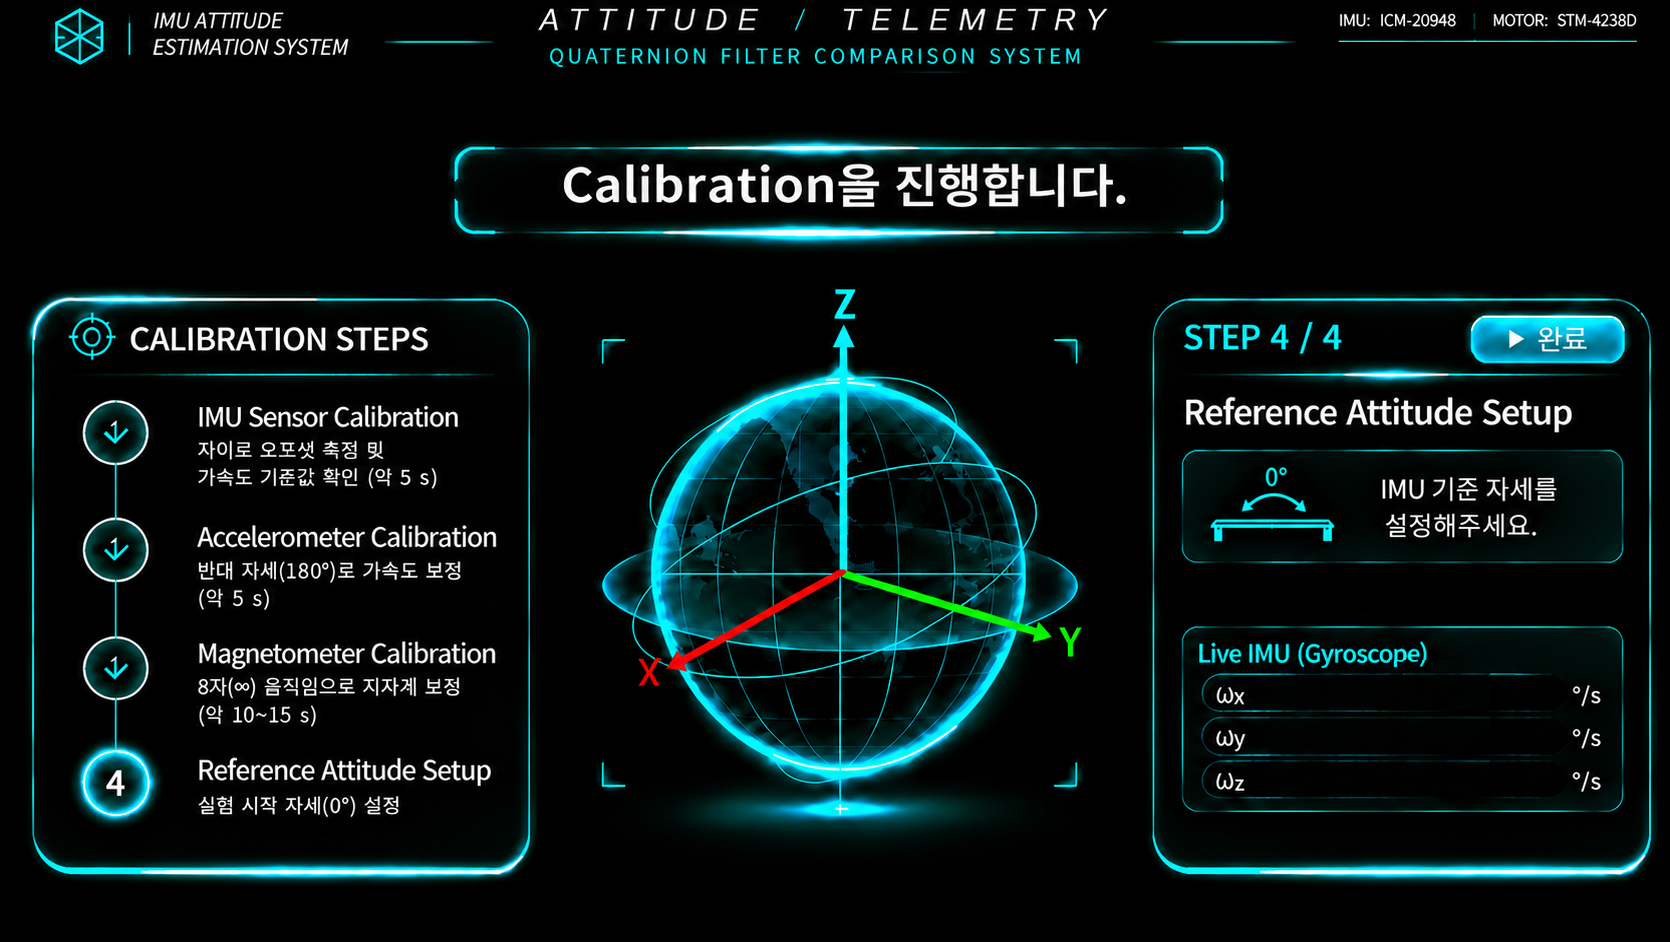 IMU ATTITUDE
ESTIMATION SYSTEM
ATTITUDE / TELEMETRY
QUATERNION FILTER COMPARISON SYSTEM
IMU: ICM-20948 | MOTOR: STM-4238D
Calibration을 진행합니다.
CALIBRATION STEPS
IMU Sensor Calibration
자이로 오포셋 축정 및
가속도 기준값 확인 (약 5 s)
Accelerometer Calibration
반대 자세(180°)로 가속도 보정
(약 5 s)
Magnetometer Calibration
8자(∞) 움직임으로 지자계 보정
(약 10~15 s)
4
Reference Attitude Setup
실험 시작 자세(0°) 설정
Z
X
Y
STEP 4 / 4
▶ 완료
Reference Attitude Setup
0°
IMU 기준 자세를
설정해주세요.
Live IMU (Gyroscope)
ωx °/s
ωy °/s
ωz °/s